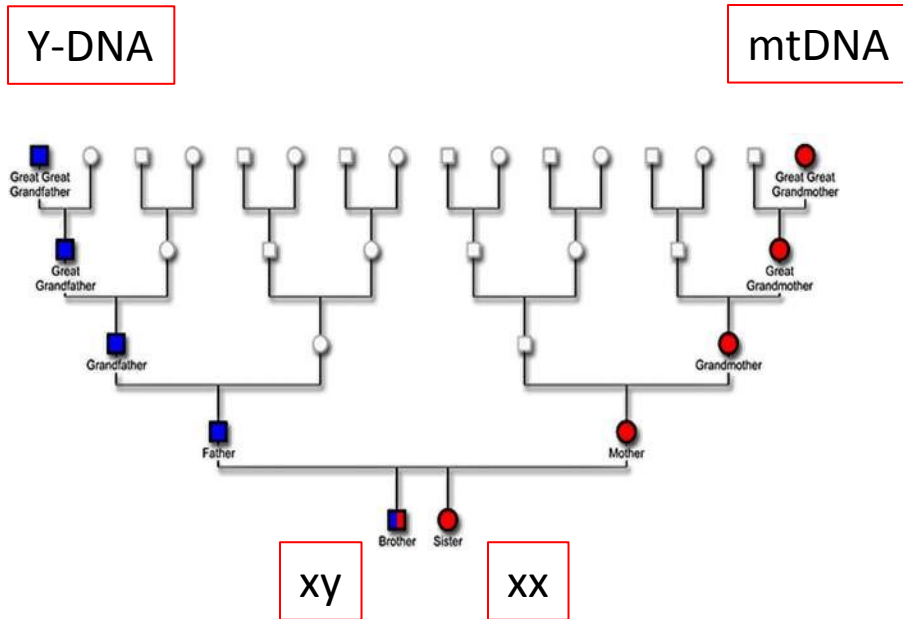 Y-DNA
mtDNA
Great Great
Grandfather
Great Great
Grandmother
Great
Grandfather
Great
Grandmother
Grandfather
Grandmother
Father
Mother
Brother
Sister
xy
xx